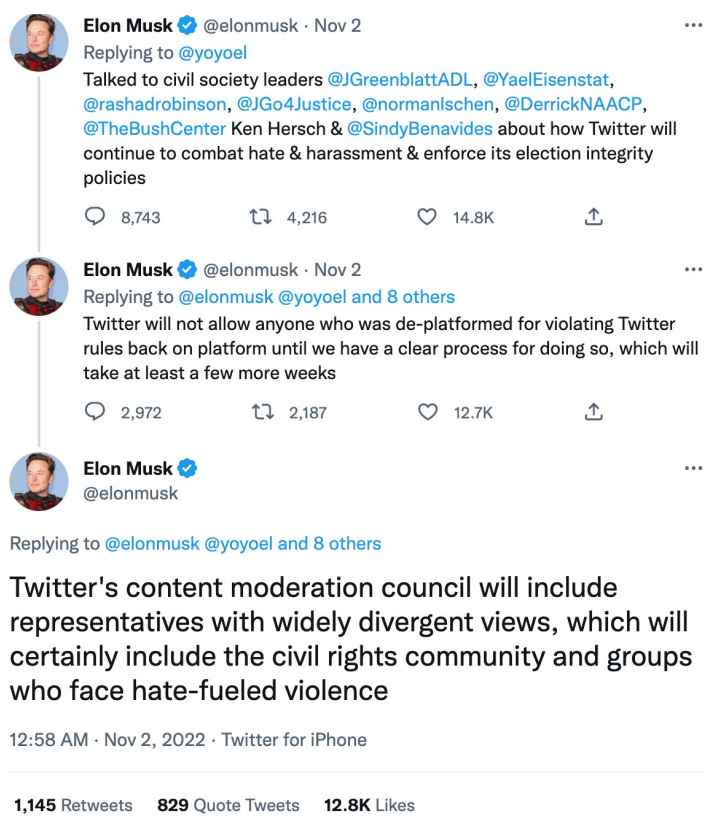 Elon Musk @elonmusk · Nov 2
Replying to @yoyoel
Talked to civil society leaders @JGreenblattADL, @YaelEisenstat,
@rashadrobinson, @JGo4Justice, @normanlschen, @DerrickNAACP,
@TheBushCenter Ken Hersch & @SindyBenavides about how Twitter will
continue to combat hate & harassment & enforce its election integrity
policies
8,743 4,216 14.8K
Elon Musk @elonmusk · Nov 2
Replying to @elonmusk @yoyoel and 8 others
Twitter will not allow anyone who was de-platformed for violating Twitter
rules back on platform until we have a clear process for doing so, which will
take at least a few more weeks
2,972 2,187 12.7K
Elon Musk
@elonmusk
Replying to @elonmusk @yoyoel and 8 others
Twitter's content moderation council will include
representatives with widely divergent views, which will
certainly include the civil rights community and groups
who face hate-fueled violence
12:58 AM · Nov 2, 2022 · Twitter for iPhone
1,145 Retweets 829 Quote Tweets 12.8K Likes